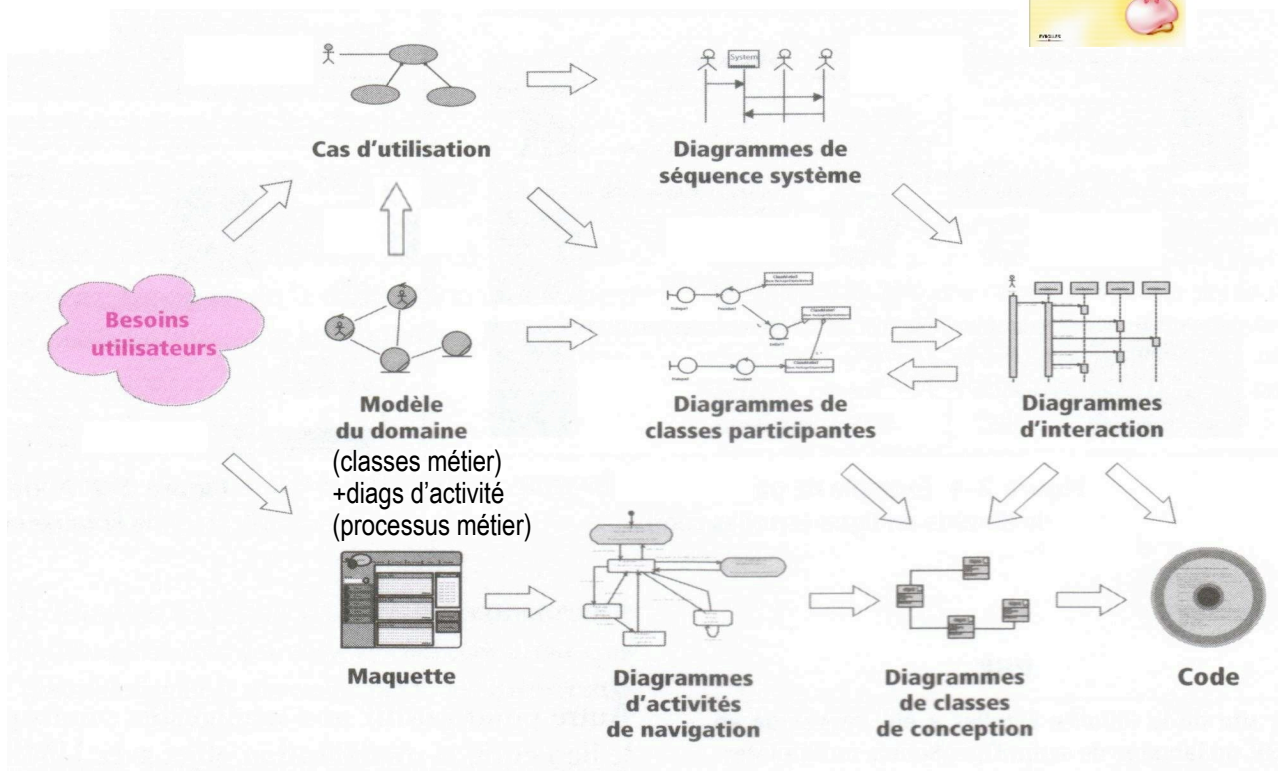 EYROLLES
System
Cas d'utilisation
Diagrammes de
séquence système
Besoins
utilisateurs
Modèle
du domaine
(classes métier)
+diags d'activité
(processus métier)
Diagrammes de
classes participantes
Diagrammes
d'interaction
Maquette
Diagrammes
d'activités
de navigation
Diagrammes
de classes
de conception
Code